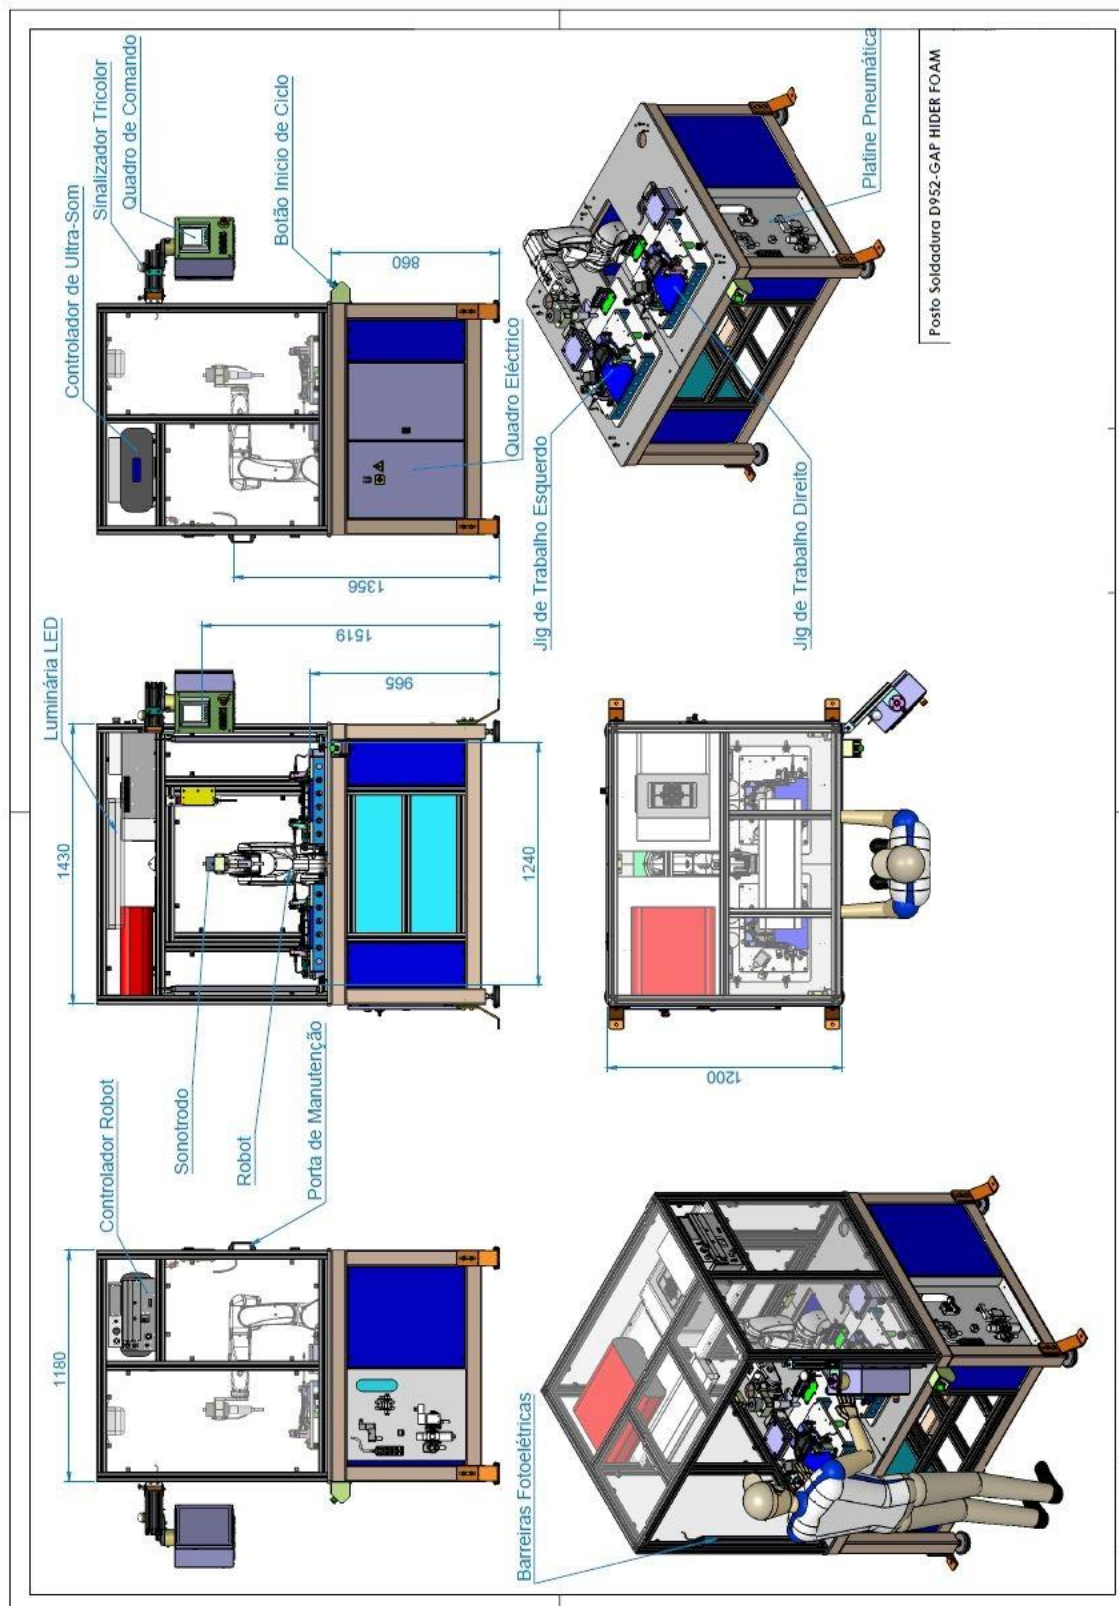 Controlador Robot
1180
Sonotrodo
Robot
Porta de Manutenção
Luminária LED
1430
1519
965
1240
Controlador de Ultra-Som
Sinalizador Tricolor
Quadro de Comando
Botão Inicio de Ciclo
860
1356
Quadro Eléctrico
Barreiras Fotoelétricas
1200
Jig de Trabalho Esquerdo
Jig de Trabalho Direito
Platine Pneumática
Posto Soldadura D952-GAP HIDER FOAM